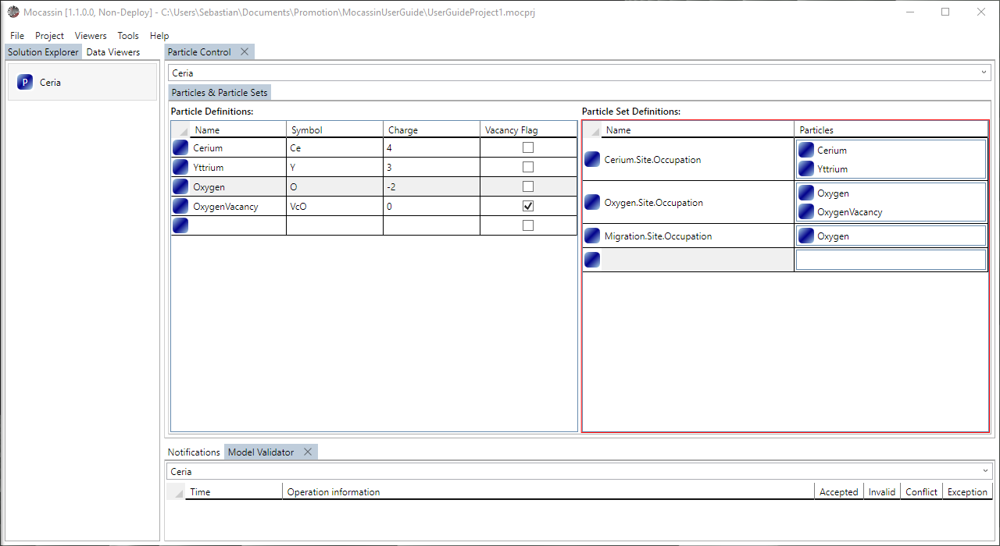 Mocassin [1.1.0.0, Non-Deploy] - C:\Users\Sebastian\Documents\Promotion\MocassinUserGuide\UserGuideProject1.mocprj
File Project Viewers Tools Help
Solution Explorer Data Viewers
P Ceria
Particle Control
Ceria
Particles & Particle Sets
Particle Definitions:
Name Symbol Charge Vacancy Flag
Cerium Ce 4
Yttrium Y 3
Oxygen O -2
OxygenVacancy VcO 0
Particle Set Definitions:
Name Particles
Cerium.Site.Occupation
Cerium
Yttrium
Oxygen.Site.Occupation
Oxygen
OxygenVacancy
Migration.Site.Occupation
Oxygen
Notifications Model Validator
Ceria
Time Operation information Accepted Invalid Conflict Exception